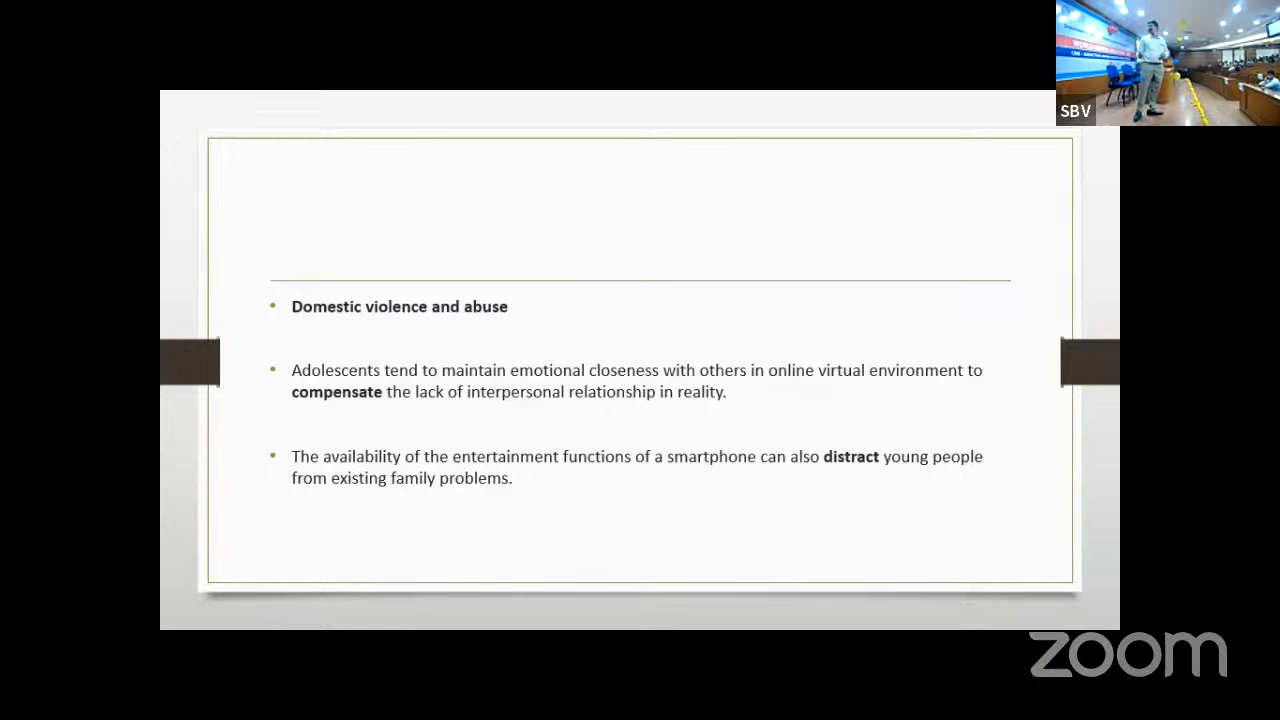 SBV
• Domestic violence and abuse
• Adolescents tend to maintain emotional closeness with others in online virtual environment to
compensate the lack of interpersonal relationship in reality.
• The availability of the entertainment functions of a smartphone can also distract young people
from existing family problems.
zoom